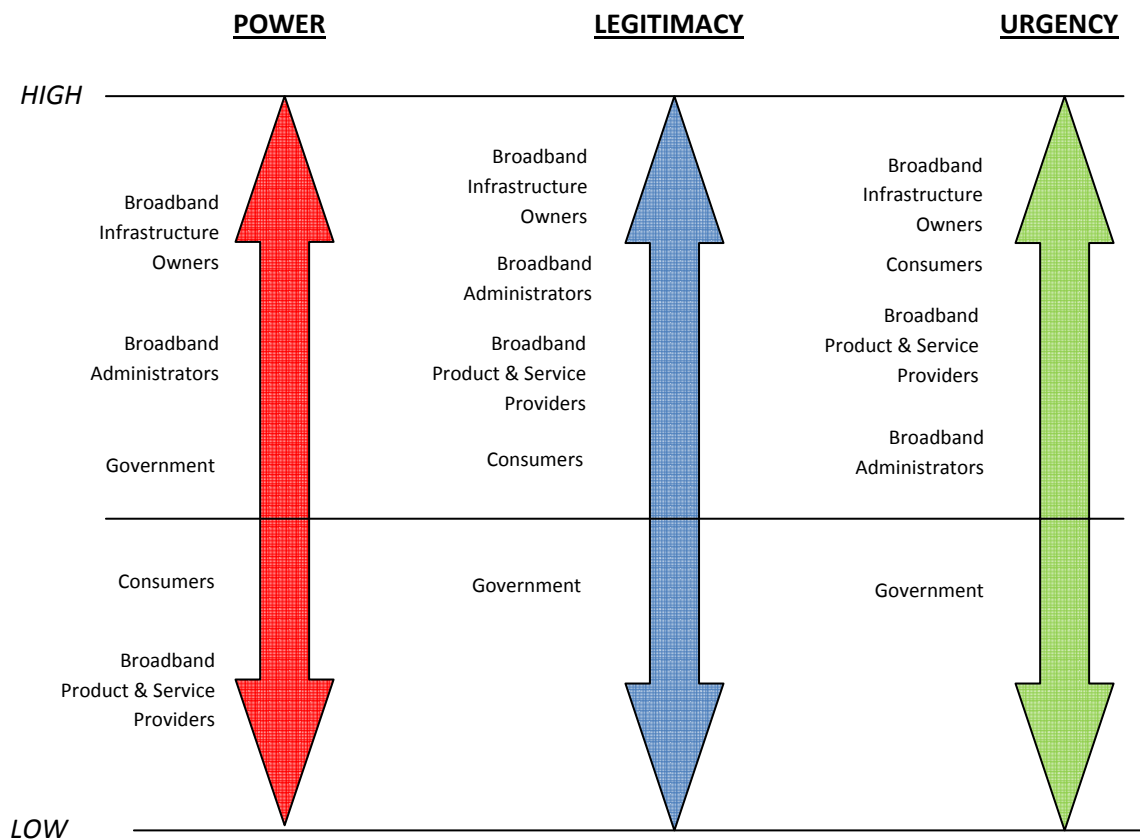 POWER
LEGITIMACY
URGENCY
HIGH
Broadband
Infrastructure
Owners
Broadband
Administrators
Government
Consumers
Broadband
Product & Service
Providers
Broadband
Infrastructure
Owners
Broadband
Administrators
Broadband
Product & Service
Providers
Consumers
Government
Broadband
Infrastructure
Owners
Consumers
Broadband
Product & Service
Providers
Broadband
Administrators
Government
LOW